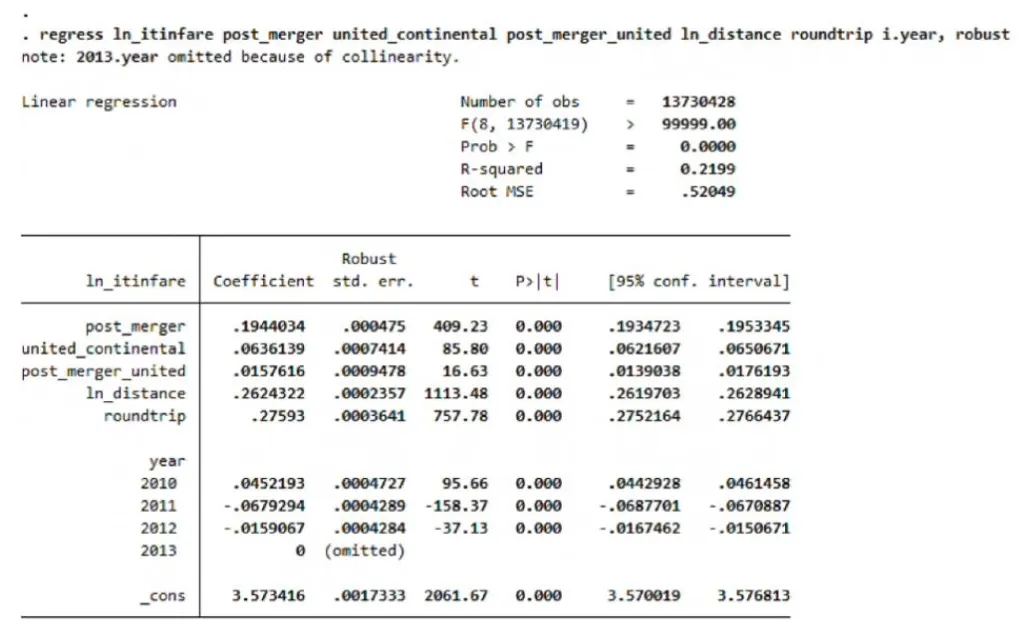 .
. regress ln_itinfare post_merger united_continental post_merger_united ln_distance roundtrip i.year, robust
note: 2013.year omitted because of collinearity.
Linear regression Number of obs = 13730428
F(8, 13730419) > 99999.00
Prob > F = 0.0000
R-squared = 0.2199
Root MSE = .52049
Robust
ln_itinfare Coefficient std. err. t P>|t| [95% conf. interval]
post_merger .1944034 .000475 409.23 0.000 .1934723 .1953345
united_continental .0636139 .0007414 85.80 0.000 .0621607 .0650671
post_merger_united .0157616 .0009478 16.63 0.000 .0139038 .0176193
ln_distance .2624322 .0002357 1113.48 0.000 .2619703 .2628941
roundtrip .27593 .0003641 757.78 0.000 .2752164 .2766437
year
2010 .0452193 .0004727 95.66 0.000 .0442928 .0461458
2011 -.0679294 .0004289 -158.37 0.000 -.0687701 -.0670887
2012 -.0159067 .0004284 -37.13 0.000 -.0167462 -.0150671
2013 0 (omitted)
_cons 3.573416 .0017333 2061.67 0.000 3.570019 3.576813